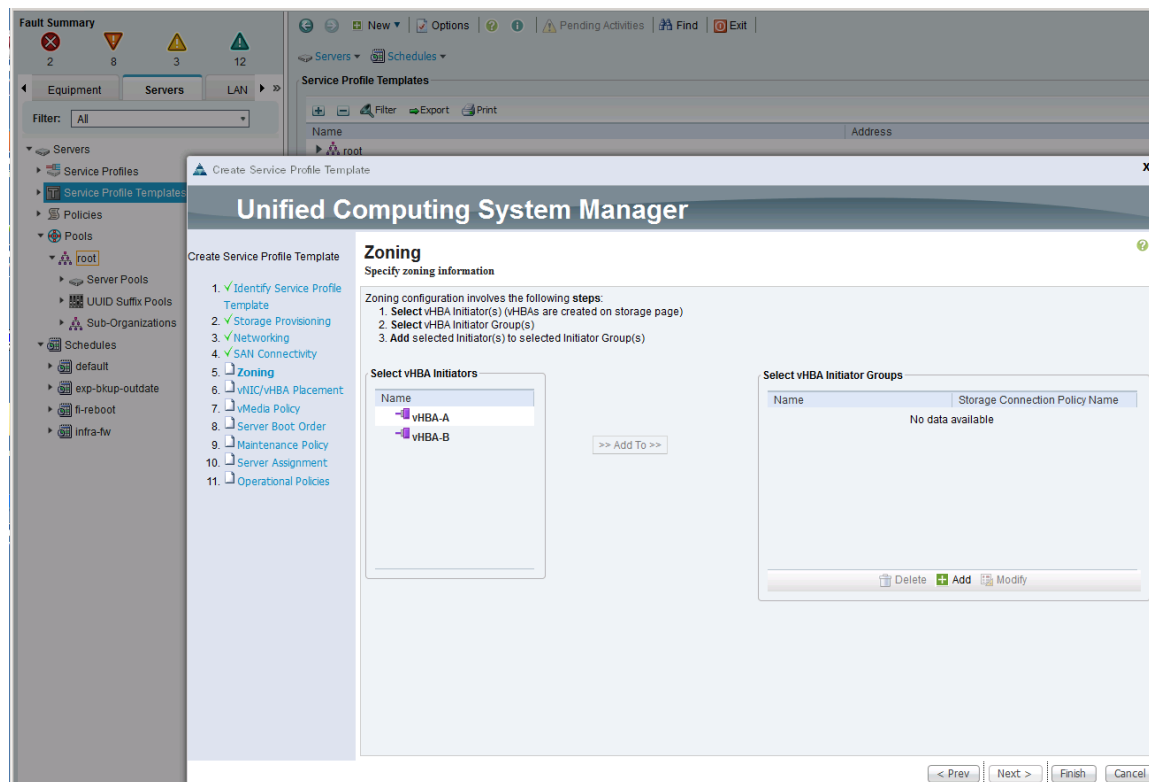 Fault Summary
2 8 3 12
New Options Pending Activities Find Exit
Servers Schedules
Equipment Servers LAN
Filter: All
Service Profile Templates
Filter Export Print
Name Address
root
Servers
Service Profiles
Service Profile Templates
Policies
Pools
root
Server Pools
UUID Suffix Pools
Sub-Organizations
Schedules
default
exp-bkup-outdate
fi-reboot
infra-fw
Create Service Profile Template X
Unified Computing System Manager
Create Service Profile Template
1. Identify Service Profile
Template
2. Storage Provisioning
3. Networking
4. SAN Connectivity
5. Zoning
6. vNIC/vHBA Placement
7. vMedia Policy
8. Server Boot Order
9. Maintenance Policy
10. Server Assignment
11. Operational Policies
Zoning
Specify zoning information
Zoning configuration involves the following steps:
1. Select vHBA Initiator(s) (vHBAs are created on storage page)
2. Select vHBA Initiator Group(s)
3. Add selected Initiator(s) to selected Initiator Group(s)
Select vHBA Initiators
Name
vHBA-A
vHBA-B
>> Add To >>
Select vHBA Initiator Groups
Name Storage Connection Policy Name
No data available
Delete Add Modify
< Prev Next > Finish Cancel